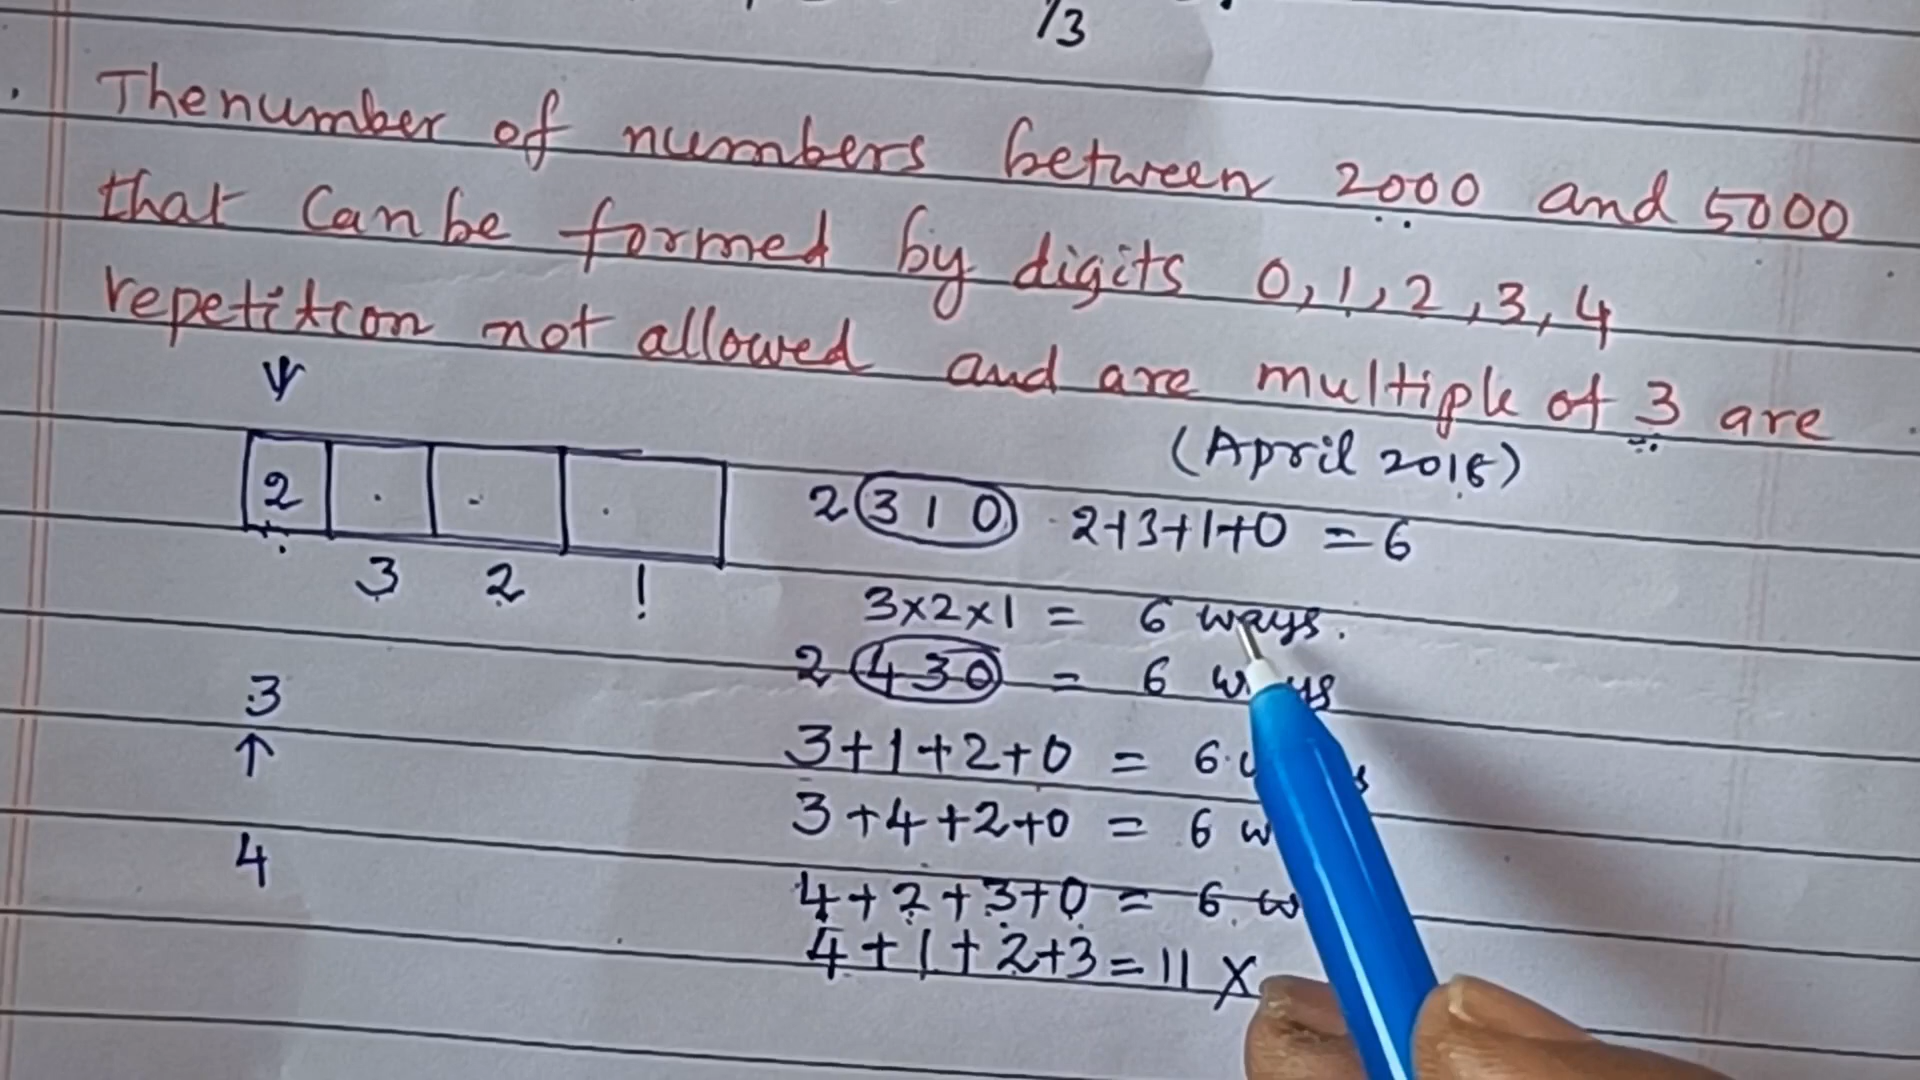 /3
The number of numbers between 2000 and 5000
that can be formed by digits 0, 1, 2, 3, 4
repetition not allowed and are multiple of 3 are
(April 2018)
2
2 3 1 0 2+3+1+0 = 6
3 2 1
3×2×1 = 6 ways.
2 4 3 0 = 6 ways
3
3+1+2+0 = 6
3+4+2+0 = 6 w
4
4+2+3+0 = 6 w
4+1+2+3 = 11 X